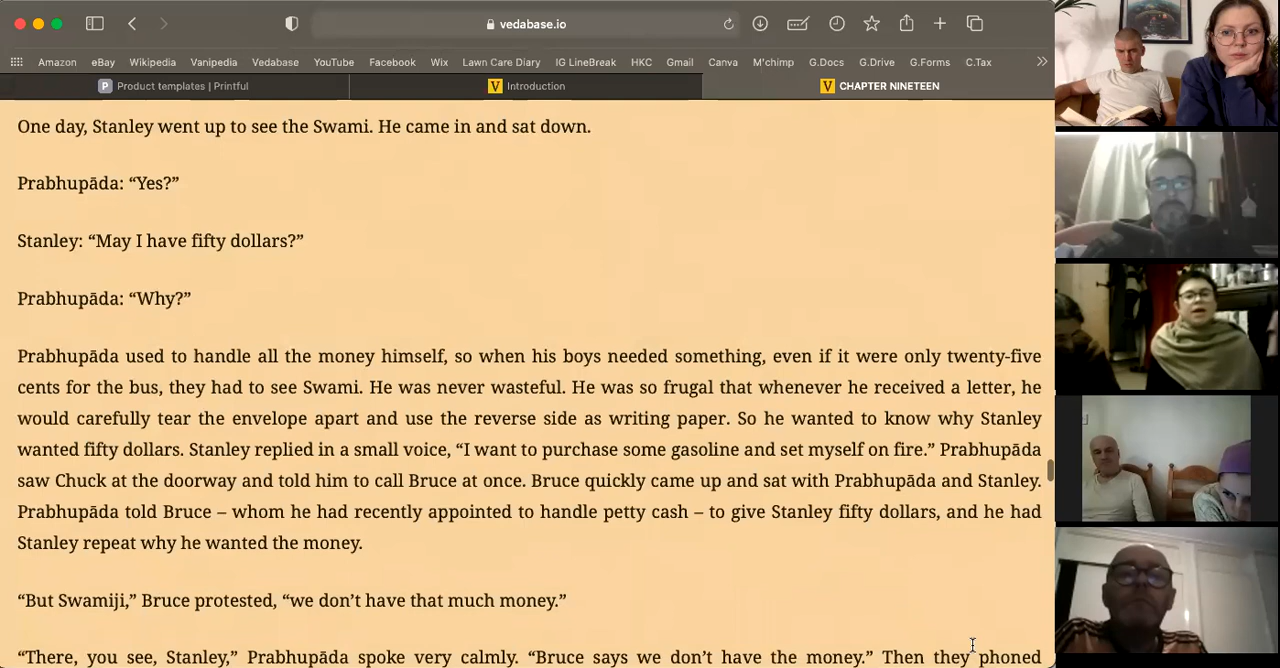 vedabase.io
Amazon eBay Wikipedia Vanipedia Vedabase YouTube Facebook Wix Lawn Care Diary IG LineBreak HKC Gmail Canva M'chimp G.Docs G.Drive G.Forms C.Tax
P Product templates | Printful V Introduction V CHAPTER NINETEEN
One day, Stanley went up to see the Swami. He came in and sat down.
Prabhupāda: “Yes?”
Stanley: “May I have fifty dollars?”
Prabhupāda: “Why?”
Prabhupāda used to handle all the money himself, so when his boys needed something, even if it were only twenty-five
cents for the bus, they had to see Swami. He was never wasteful. He was so frugal that whenever he received a letter, he
would carefully tear the envelope apart and use the reverse side as writing paper. So he wanted to know why Stanley
wanted fifty dollars. Stanley replied in a small voice, “I want to purchase some gasoline and set myself on fire.” Prabhupāda
saw Chuck at the doorway and told him to call Bruce at once. Bruce quickly came up and sat with Prabhupāda and Stanley.
Prabhupāda told Bruce – whom he had recently appointed to handle petty cash – to give Stanley fifty dollars, and he had
Stanley repeat why he wanted the money.
“But Swamiji,” Bruce protested, “we don’t have that much money.”
“There, you see, Stanley,” Prabhupāda spoke very calmly. “Bruce says we don’t have the money.” Then they phoned